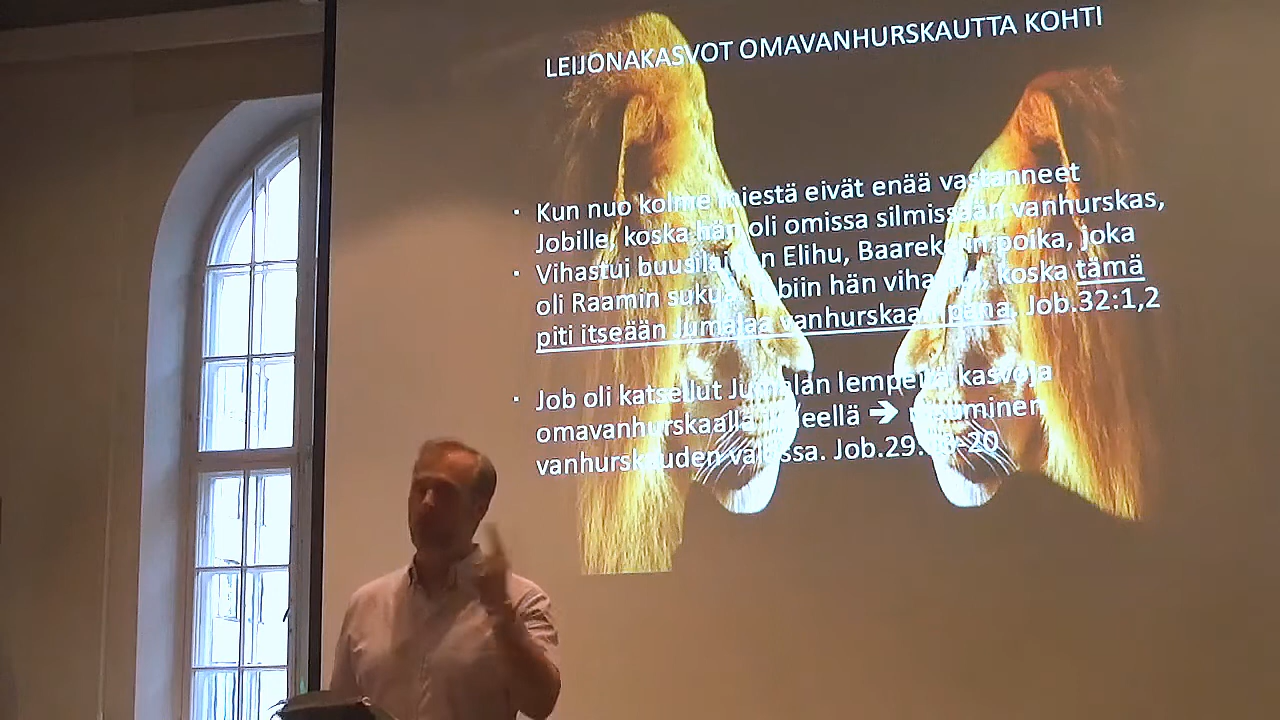 LEIJONAKASVOT OMAVANHURSKAUTTA KOHTI
· Kun nuo kolme miestä eivät enää vastanneet
Jobille, koska hän oli omissa silmissään vanhurskas,
· Vihastui buusilainen Elihu, Baarekelin poika, joka
oli Raamin sukua. Jobiin hän vihastui, koska tämä
piti itseään Jumalaa vanhurskaampana. Job.32:1,2
· Job oli katsellut Jumalan lempeitä kasvoja
omavanhurskaalla ➔
vanhurskauden valossa.